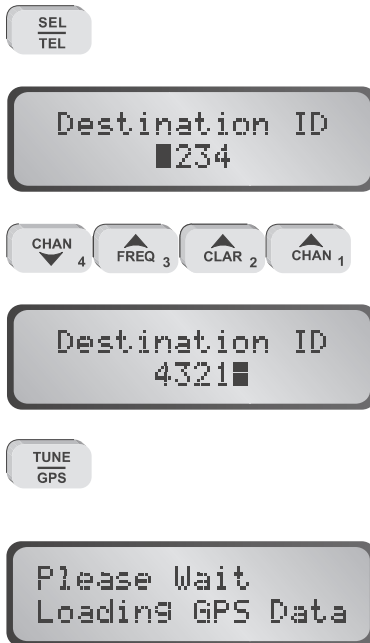 SEL
TEL
Destination ID
234
CHAN 4 FREQ 3 CLAR 2 CHAN 1
Destination ID
4321
TUNE
GPS
Please Wait
Loading GPS Data